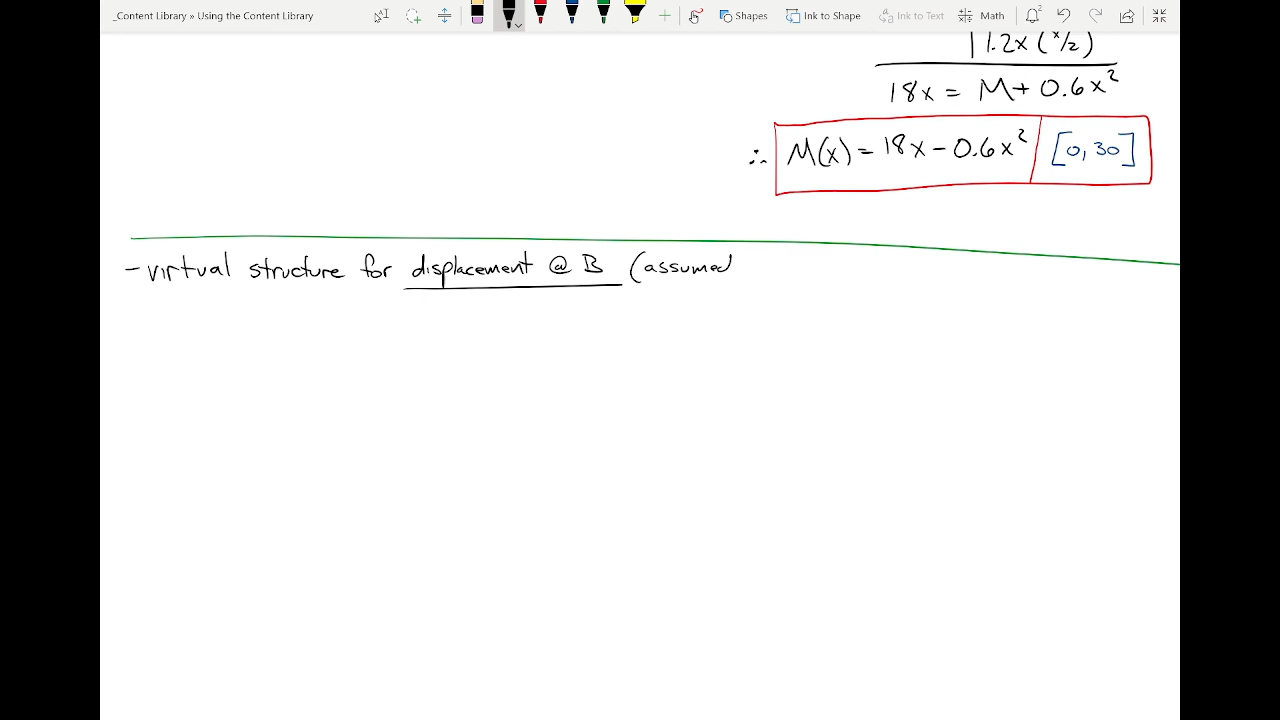 _Content Library » Using the Content Library
Shapes
Ink to Shape
Ink to Text
Math
2
1.2x (x/2)
18x = M + 0.6x²
∴ M(x) = 18x - 0.6x² [0, 30]
- virtual structure for displacement @ B (assumed